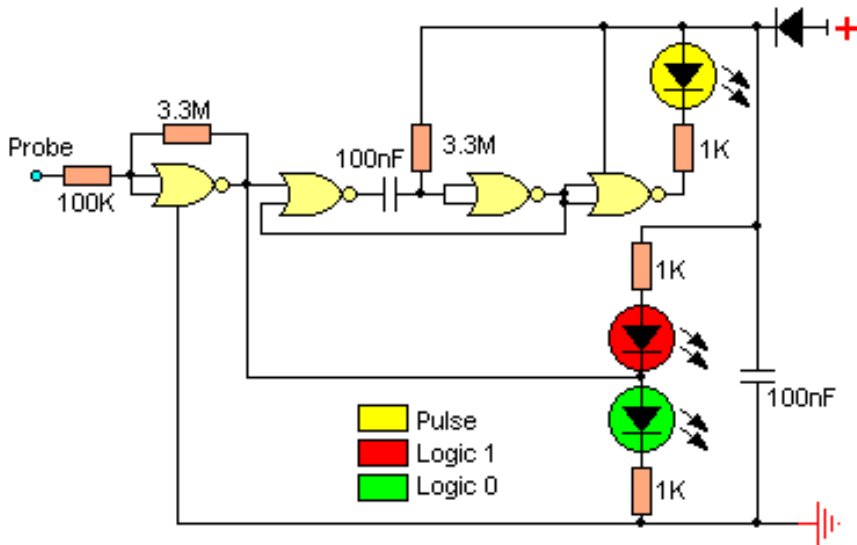 +
3.3M
Probe
100K
100nF
3.3M
1K
1K
100nF
Pulse
Logic 1
Logic 0
1K